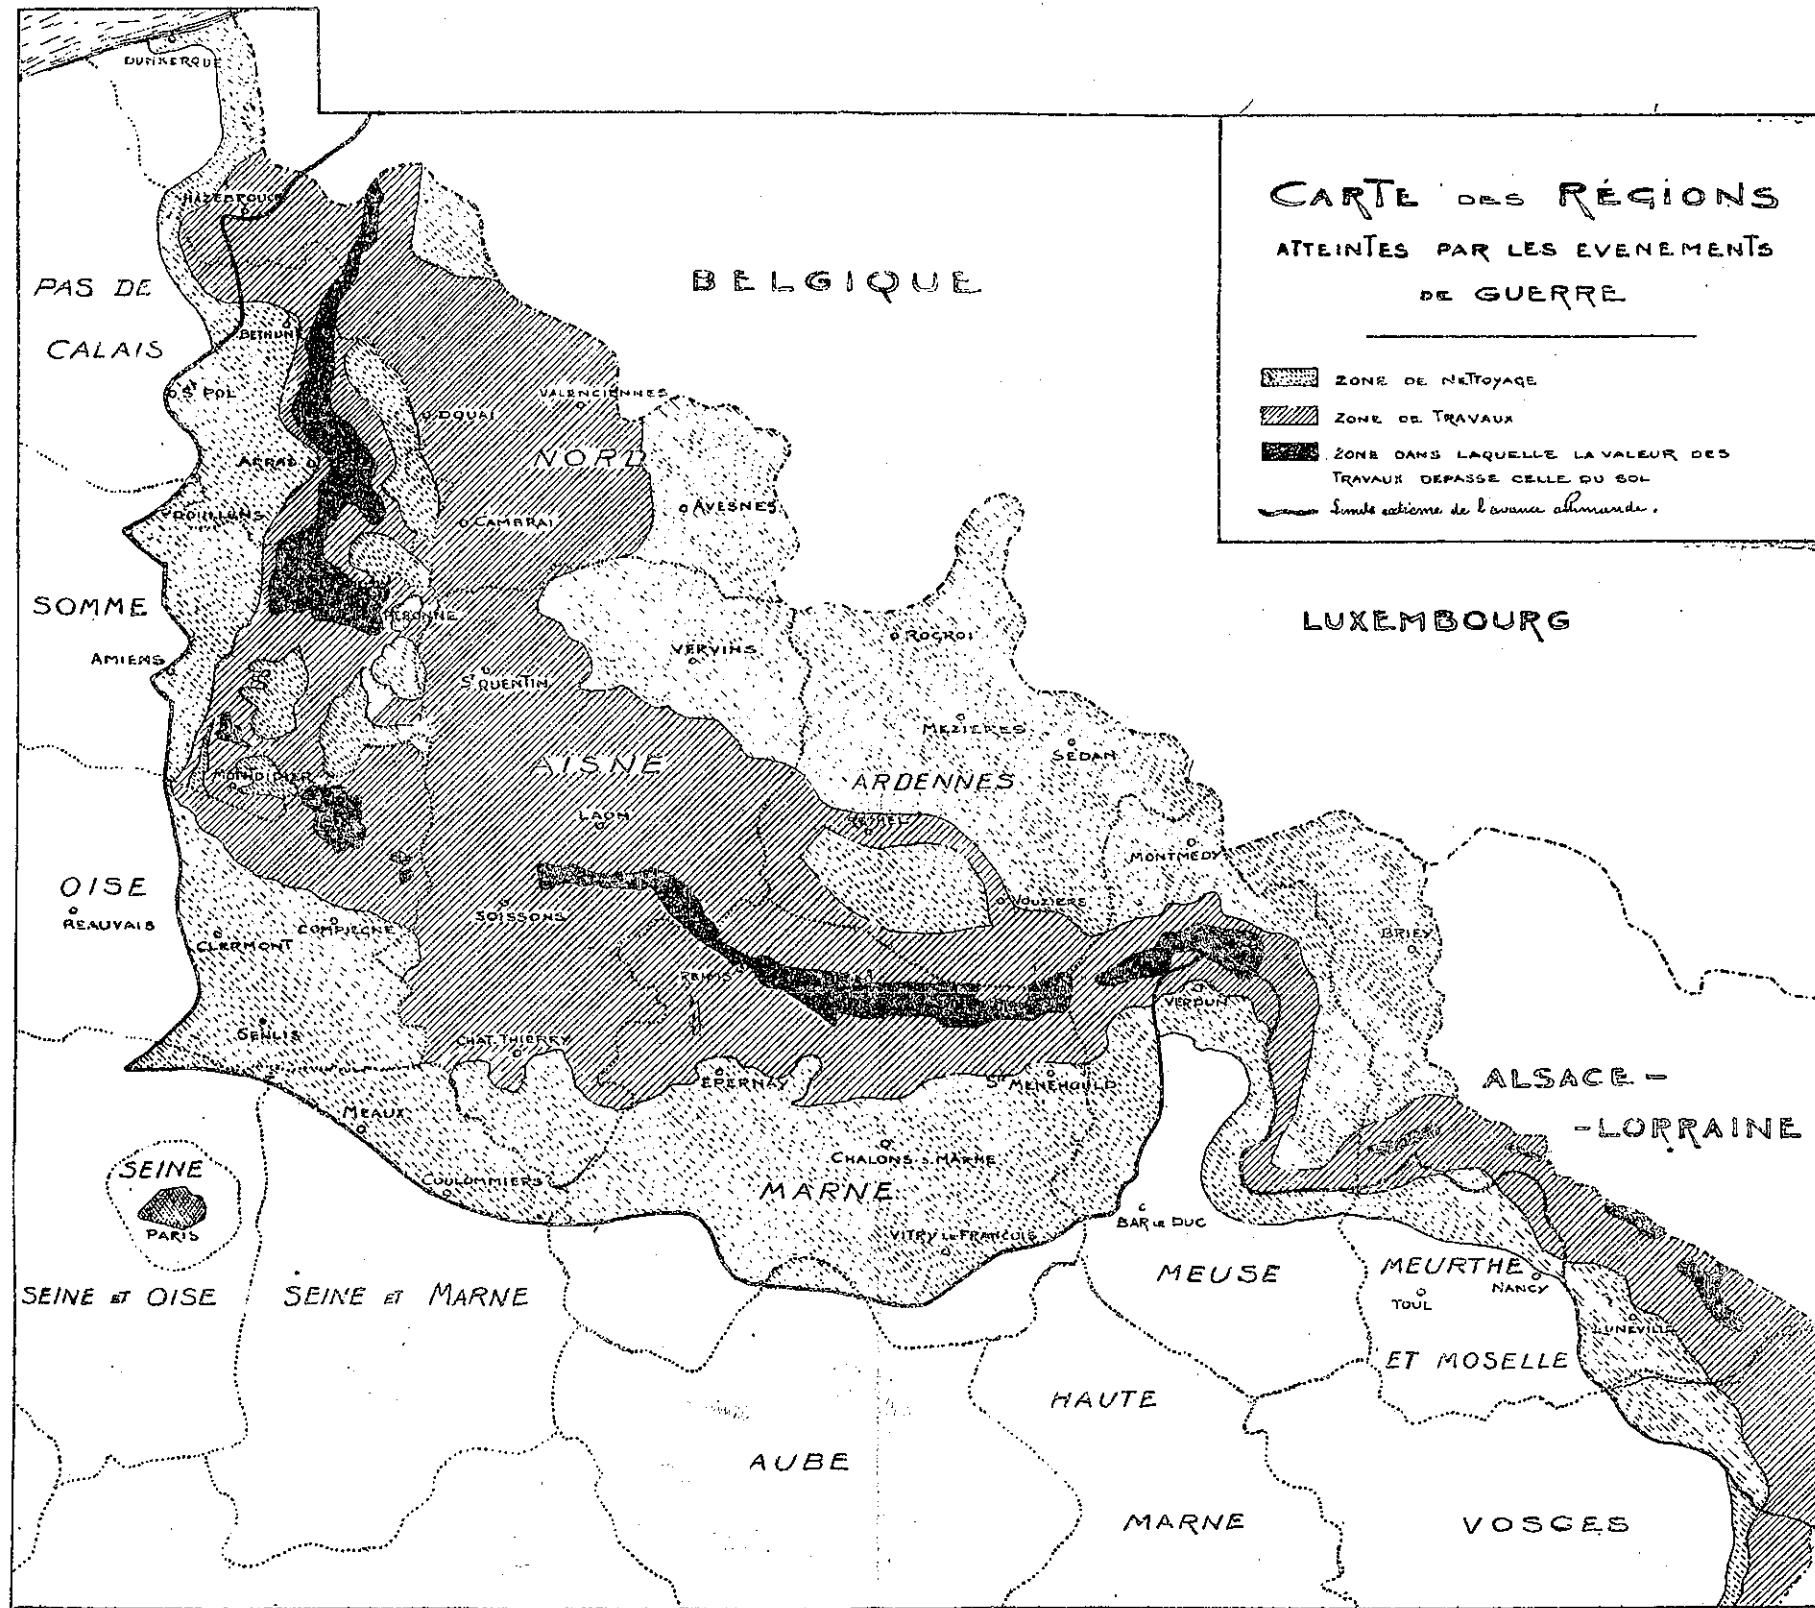 CARTE DES RÉGIONS
ATTEINTES PAR LES EVENEMENTS
DE GUERRE
ZONE DE NETTOYAGE
ZONE DE TRAVAUX
ZONE DANS LAQUELLE LA VALEUR DES
TRAVAUX DEPASSE CELLE DU SOL
Limite extreme de l'avance allemande.
DUNKERQUE
HAZEBROUCK
BELGIQUE
PAS DE
CALAIS
BETHUNE
St POL
DOUAI
VALENCIENNES
NORD
ARRAS
DOULLENS
CAMBRAI
AVESNES
SOMME
PERONNE
LUXEMBOURG
ROCROI
AMIENS
VERVINS
St QUENTIN
MEZIERES
SEDAN
AISNE
ARDENNES
MONTDIDIER
LAON
RETHEL
MONTMEDY
OISE
BEAUVAIS
SOISSONS
VOUZIERS
COMPIEGNE
CLERMONT
BRIEY
REIMS
VERDUN
SENLIS
CHAT. THIERRY
EPERNAY
Ste MENEHOULD
ALSACE -
- LORRAINE
MEAUX
CHALONS s. MARNE
SEINE
PARIS
COULOMMIERS
MARNE
BAR LE DUC
VITRY LE FRANCOIS
MEUSE
MEURTHE
NANCY
TOUL
SEINE ET OISE
SEINE ET MARNE
LUNEVILLE
ET MOSELLE
HAUTE
AUBE
MARNE
VOSGES